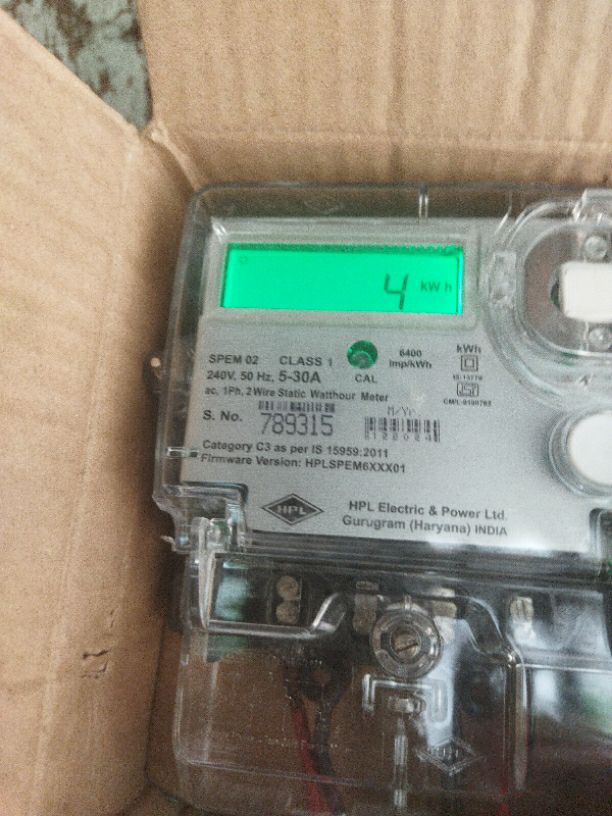 4 kWh
SPEM 02 CLASS 1
6400 imp/kWh
kWh
240V, 50 Hz, 5-30A
CAL
ac, 1Ph, 2 Wire Static Watthour Meter
M/Yr.
S. No. 789315
Category C3 as per IS 15959:2011
Firmware Version: HPLSPEM6XXX01
HPL
HPL Electric & Power Ltd.
Gurugram (Haryana) INDIA
HPL